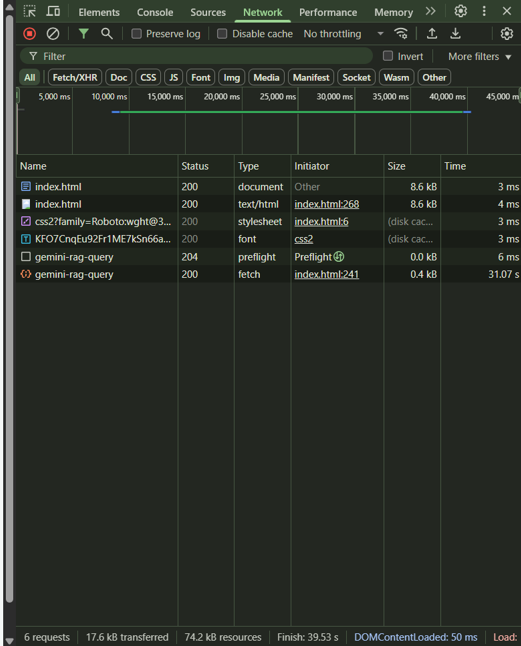 Elements Console Sources Network Performance Memory
Preserve log Disable cache No throttling
Filter Invert More filters
All Fetch/XHR Doc CSS JS Font Img Media Manifest Socket Wasm Other
5,000 ms 10,000 ms 15,000 ms 20,000 ms 25,000 ms 30,000 ms 35,000 ms 40,000 ms 45,000 ms
Name Status Type Initiator Size Time
index.html 200 document Other 8.6 kB 3 ms
index.html 200 text/html index.html:268 8.6 kB 4 ms
css2?family=Roboto:wght@3... 200 stylesheet index.html:6 (disk cac... 3 ms
KFO7CnqEu92Fr1ME7kSn66a... 200 font css2 (disk cac... 3 ms
gemini-rag-query 204 preflight Preflight 0.0 kB 6 ms
gemini-rag-query 200 fetch index.html:241 0.4 kB 31.07 s
6 requests 17.6 kB transferred 74.2 kB resources Finish: 39.53 s DOMContentLoaded: 50 ms Load: